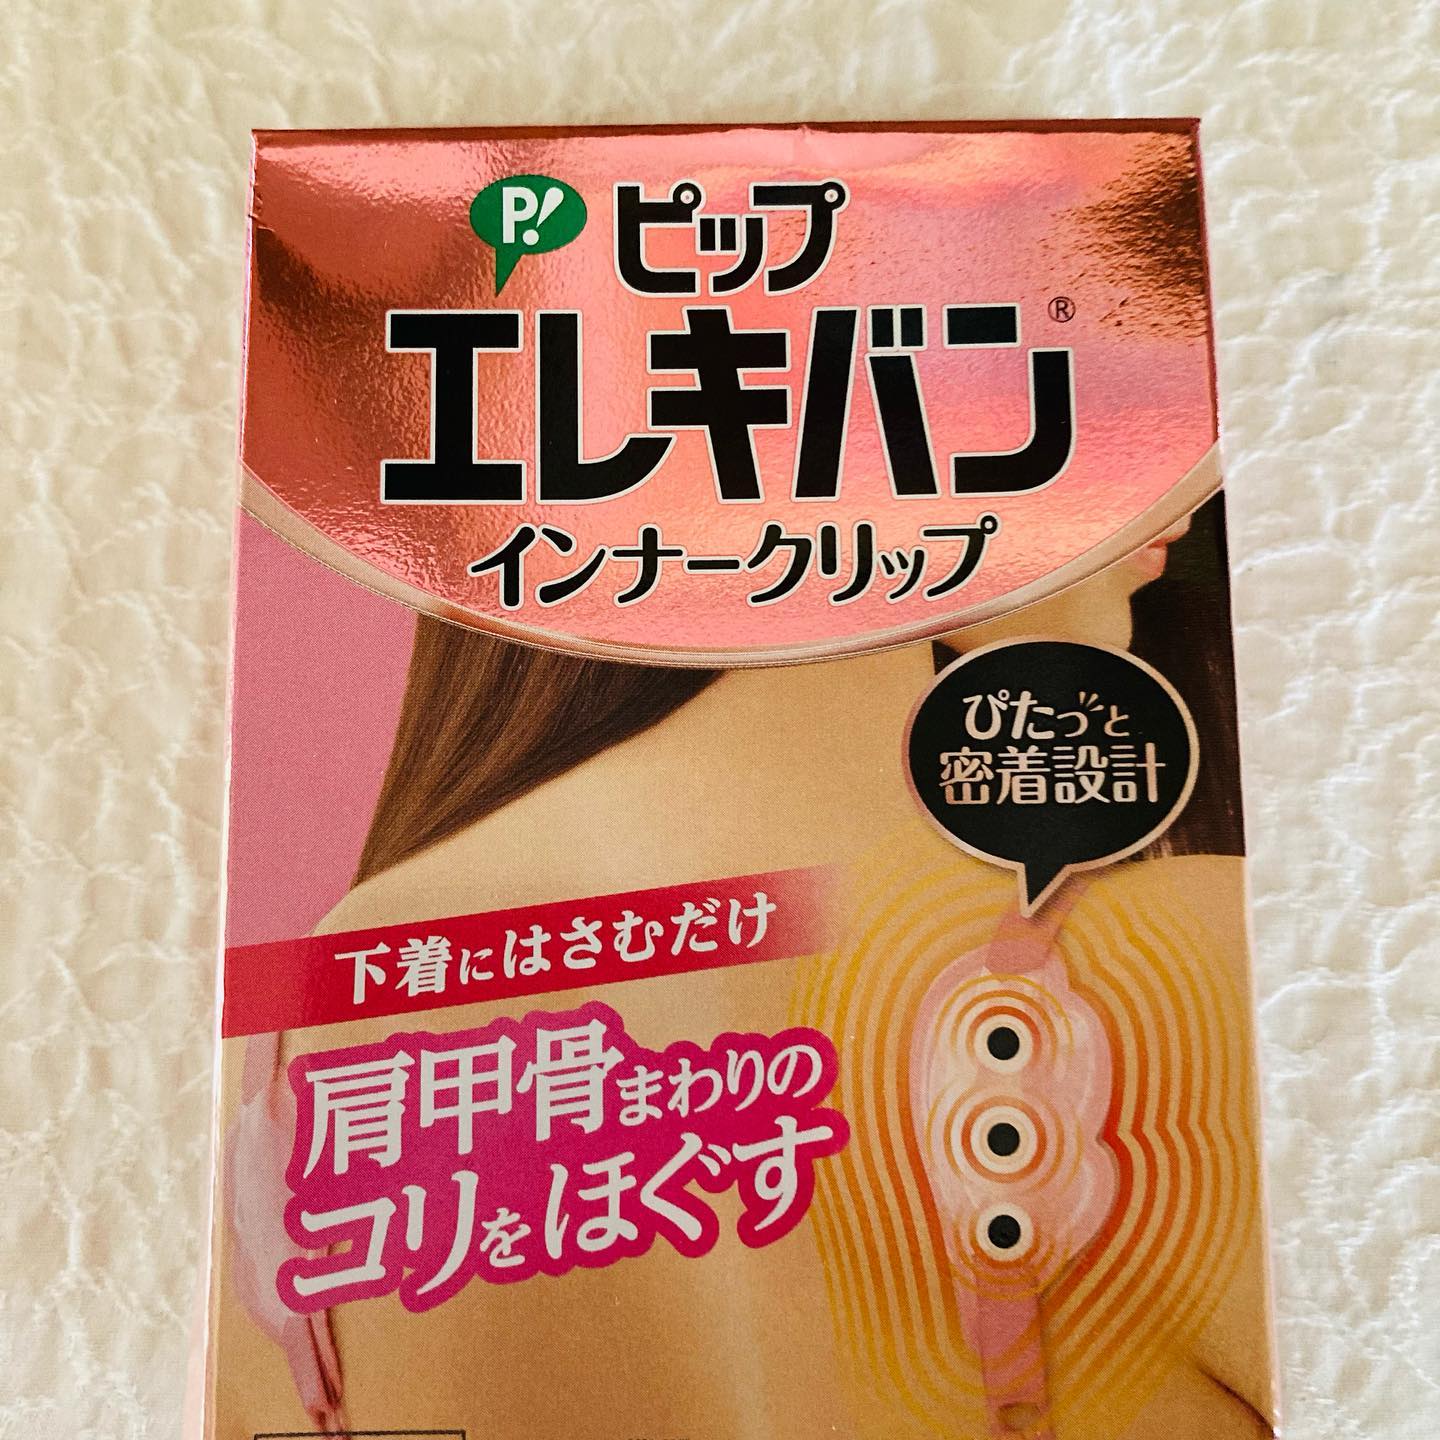 P!
ピップ
エレキバン®
インナークリップ
ぴたっと
密着設計
下着にはさむだけ
肩甲骨まわりの
コリをほぐす